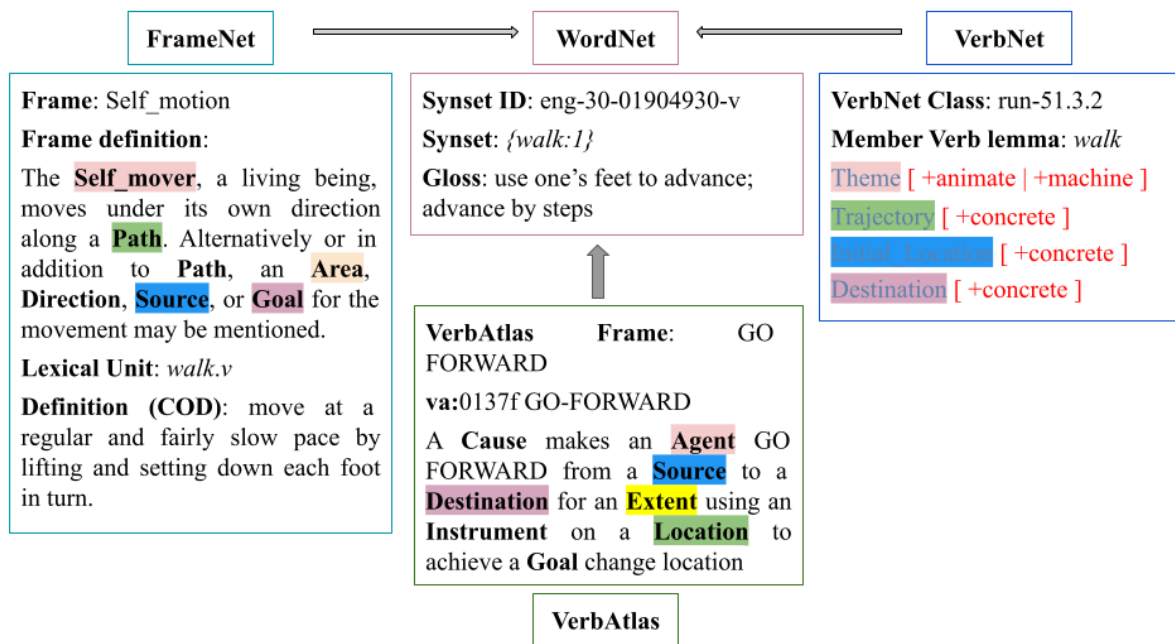 FrameNet
WordNet
VerbNet
Frame: Self_motion
Frame definition:
The Self_mover, a living being,
moves under its own direction
along a Path. Alternatively or in
addition to Path, an Area,
Direction, Source, or Goal for the
movement may be mentioned.
Lexical Unit: walk.v
Definition (COD): move at a
regular and fairly slow pace by
lifting and setting down each foot
in turn.
Synset ID: eng-30-01904930-v
Synset: {walk:1}
Gloss: use one's feet to advance;
advance by steps
VerbNet Class: run-51.3.2
Member Verb lemma: walk
Theme [ +animate | +machine ]
Trajectory [ +concrete ]
Initial_Location [ +concrete ]
Destination [ +concrete ]
VerbAtlas Frame: GO
FORWARD
va:0137f GO-FORWARD
A Cause makes an Agent GO
FORWARD from a Source to a
Destination for an Extent using an
Instrument on a Location to
achieve a Goal change location
VerbAtlas